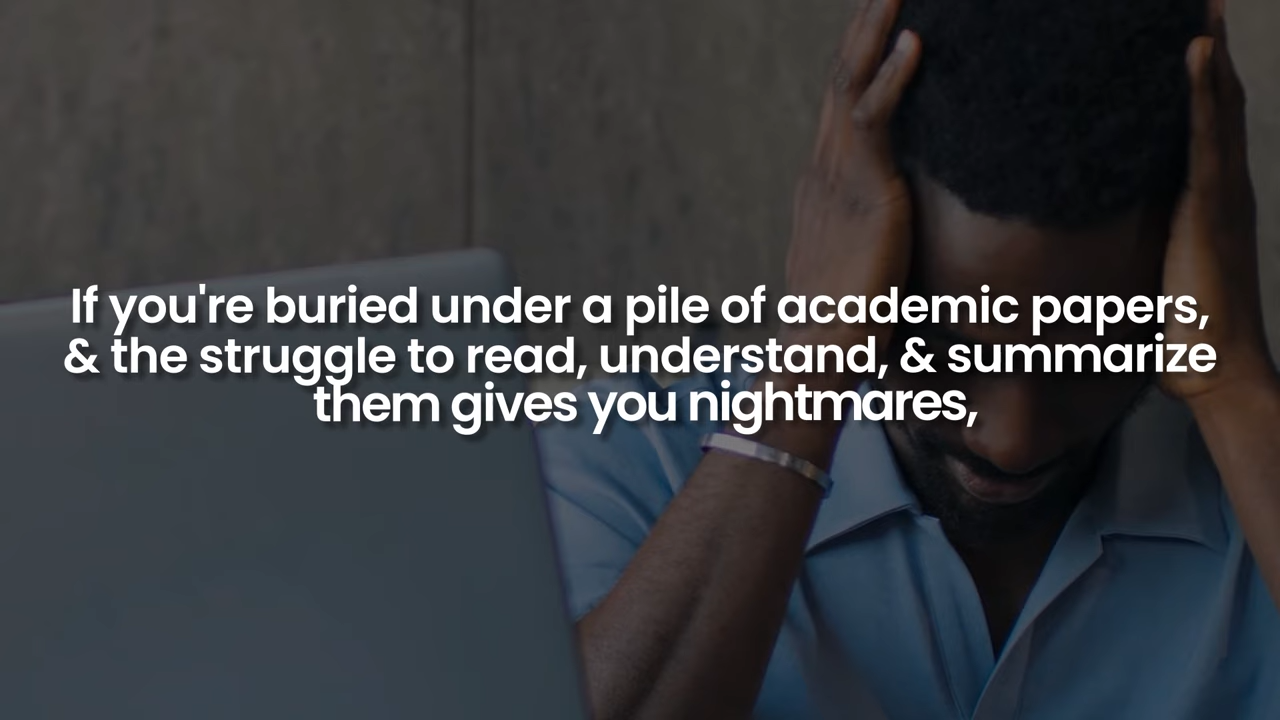 If you're buried under a pile of academic papers,
& the struggle to read, understand, & summarize
them gives you nightmares,